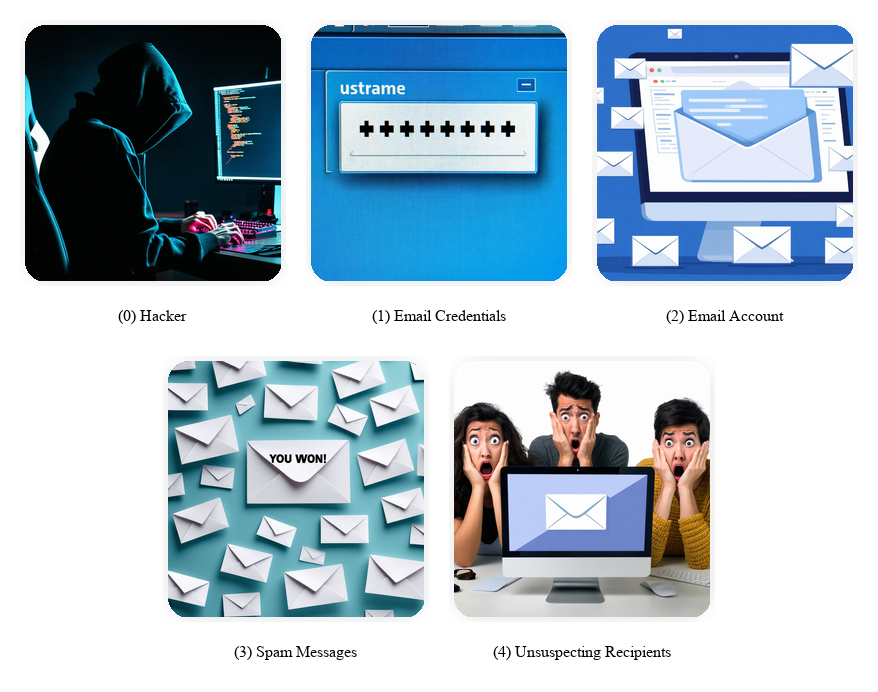 ustrame
++++++++
(0) Hacker
(1) Email Credentials
(2) Email Account
YOU WON!
(3) Spam Messages
(4) Unsuspecting Recipients